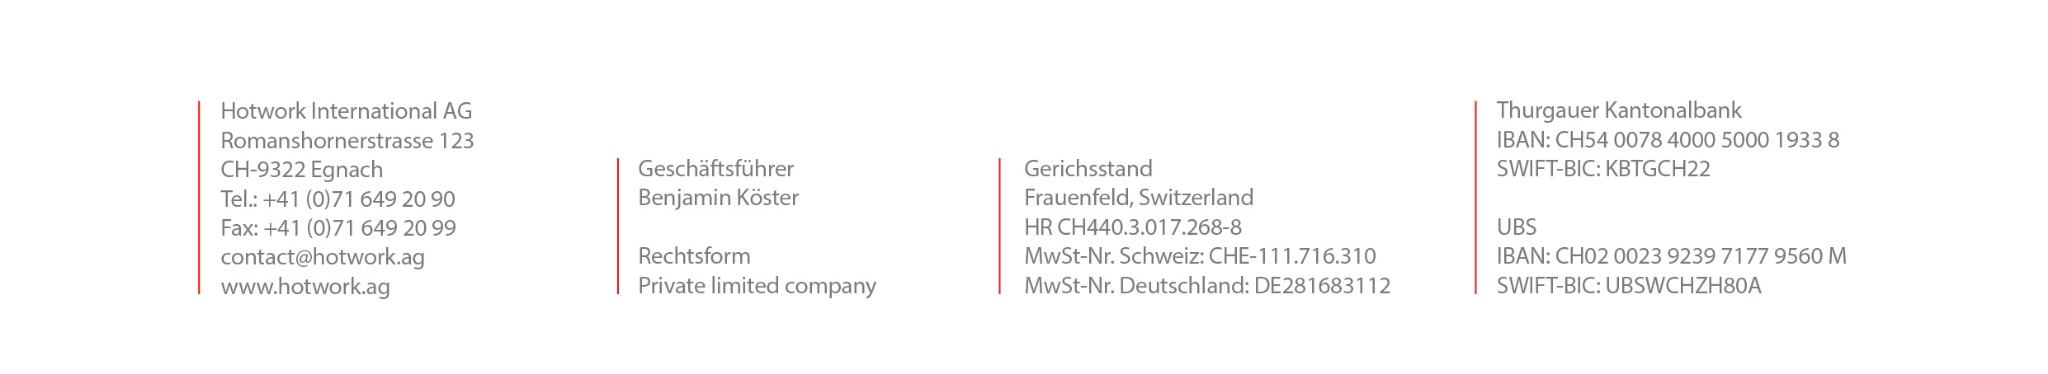 Hotwork International AG
Romanshornerstrasse 123
CH-9322 Egnach
Tel.: +41 (0)71 649 20 90
Fax: +41 (0)71 649 20 99
contact@hotwork.ag
www.hotwork.ag
Geschäftsführer
Benjamin Köster
Rechtsform
Private limited company
Gerichsstand
Frauenfeld, Switzerland
HR CH440.3.017.268-8
MwSt-Nr. Schweiz: CHE-111.716.310
MwSt-Nr. Deutschland: DE281683112
Thurgauer Kantonalbank
IBAN: CH54 0078 4000 5000 1933 8
SWIFT-BIC: KBTGCH22
UBS
IBAN: CH02 0023 9239 7177 9560 M
SWIFT-BIC: UBSWCHZH80A